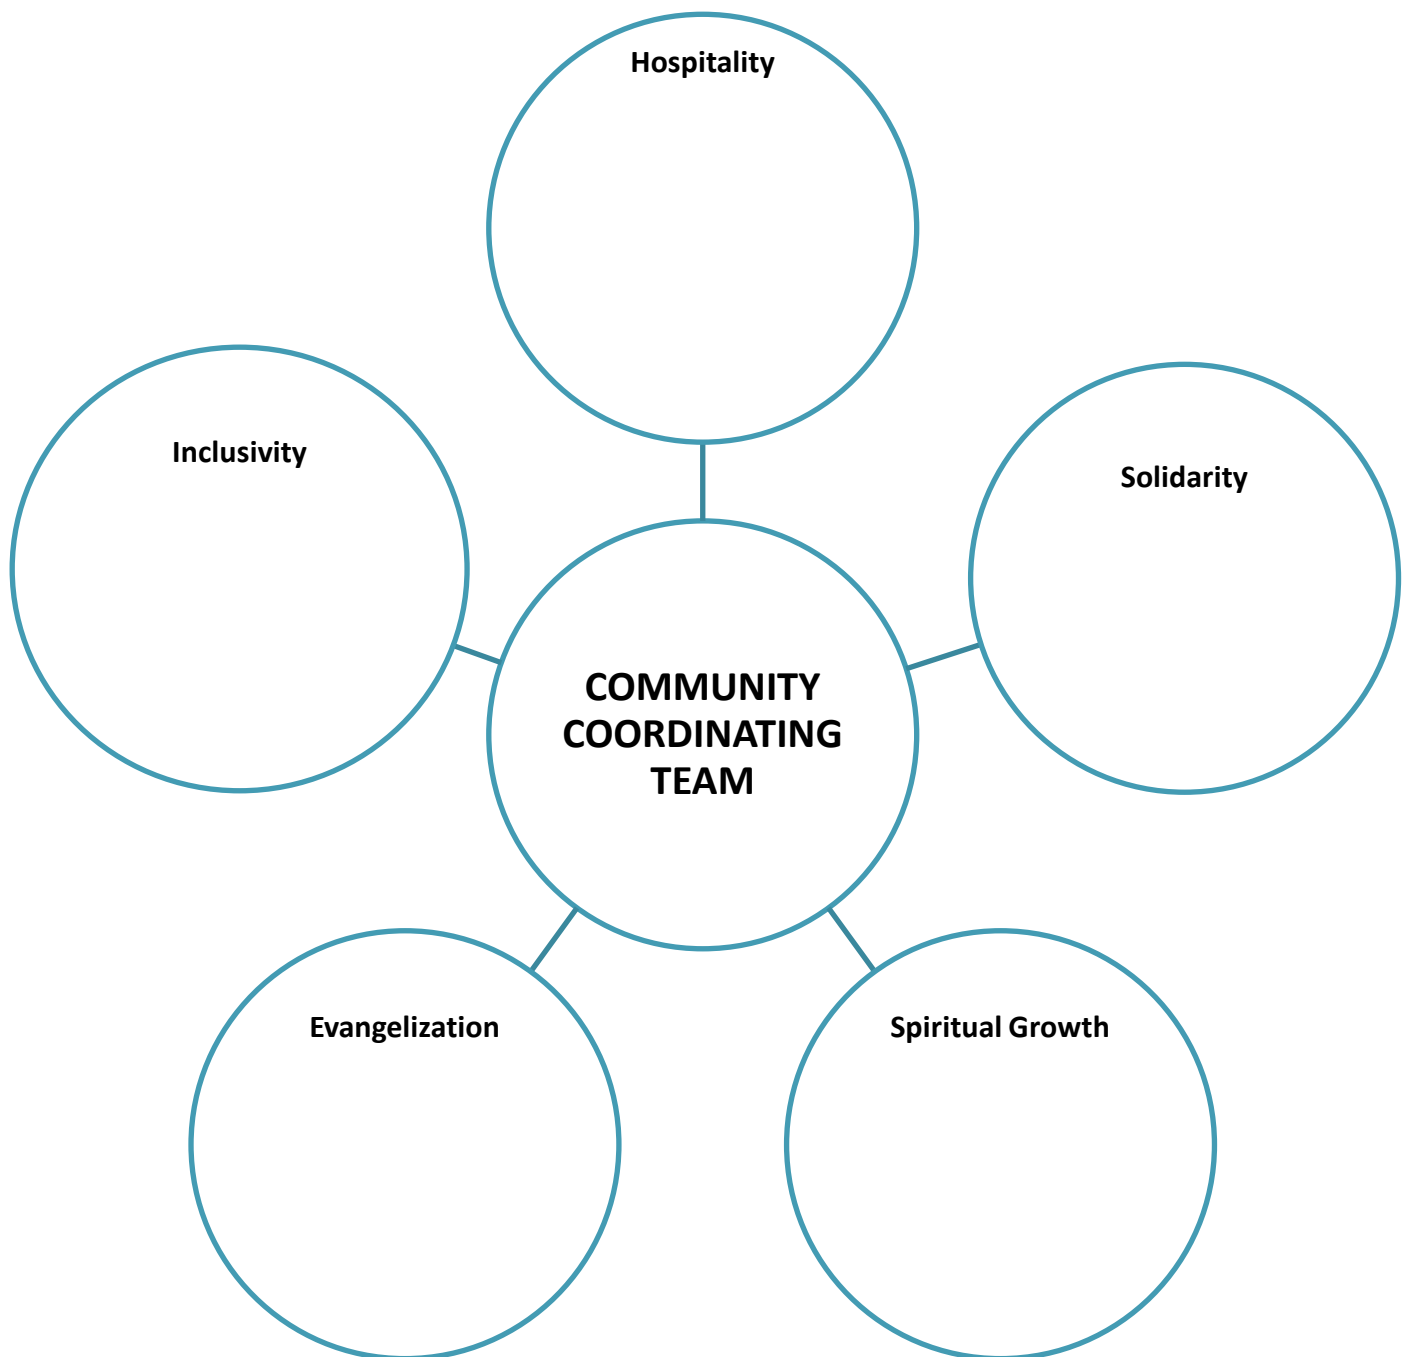 Hospitality
Inclusivity
Solidarity
COMMUNITY
COORDINATING
TEAM
Evangelization
Spiritual Growth